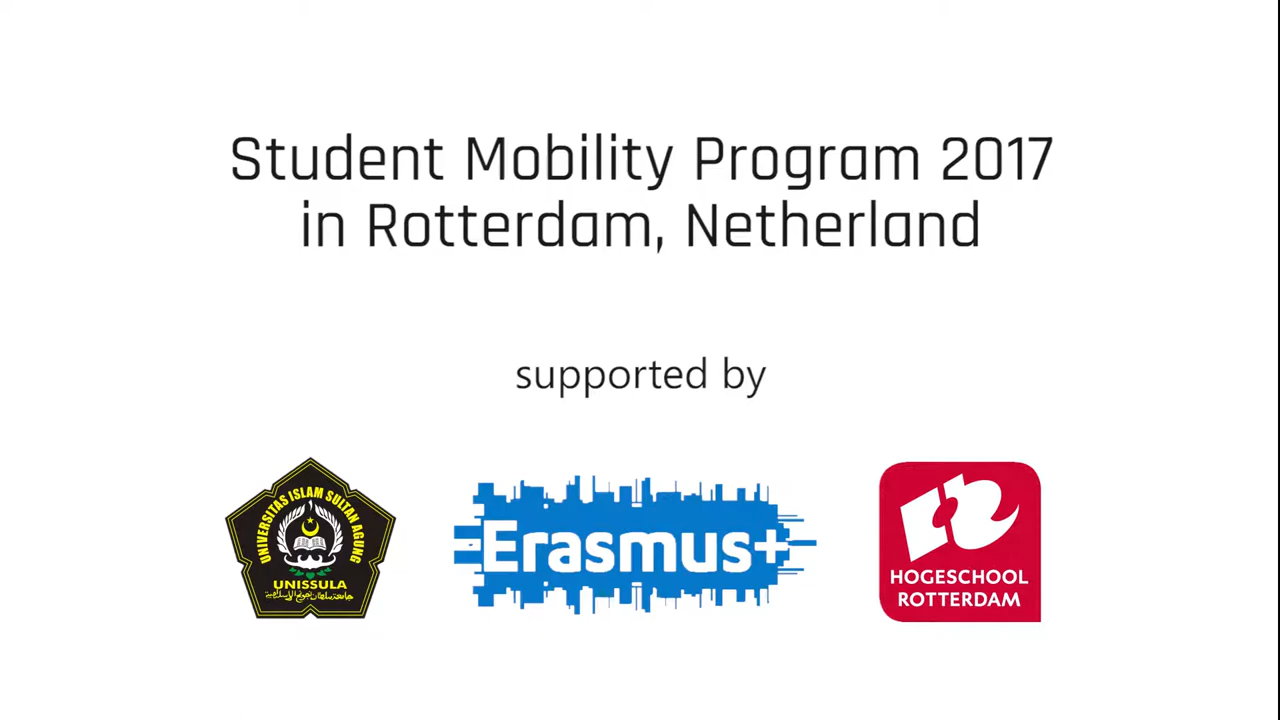 Student Mobility Program 2017
in Rotterdam, Netherland
supported by
UNIVERSITAS ISLAM SULTAN AGUNG
UNISSULA
Erasmus+
HOGESCHOOL
ROTTERDAM